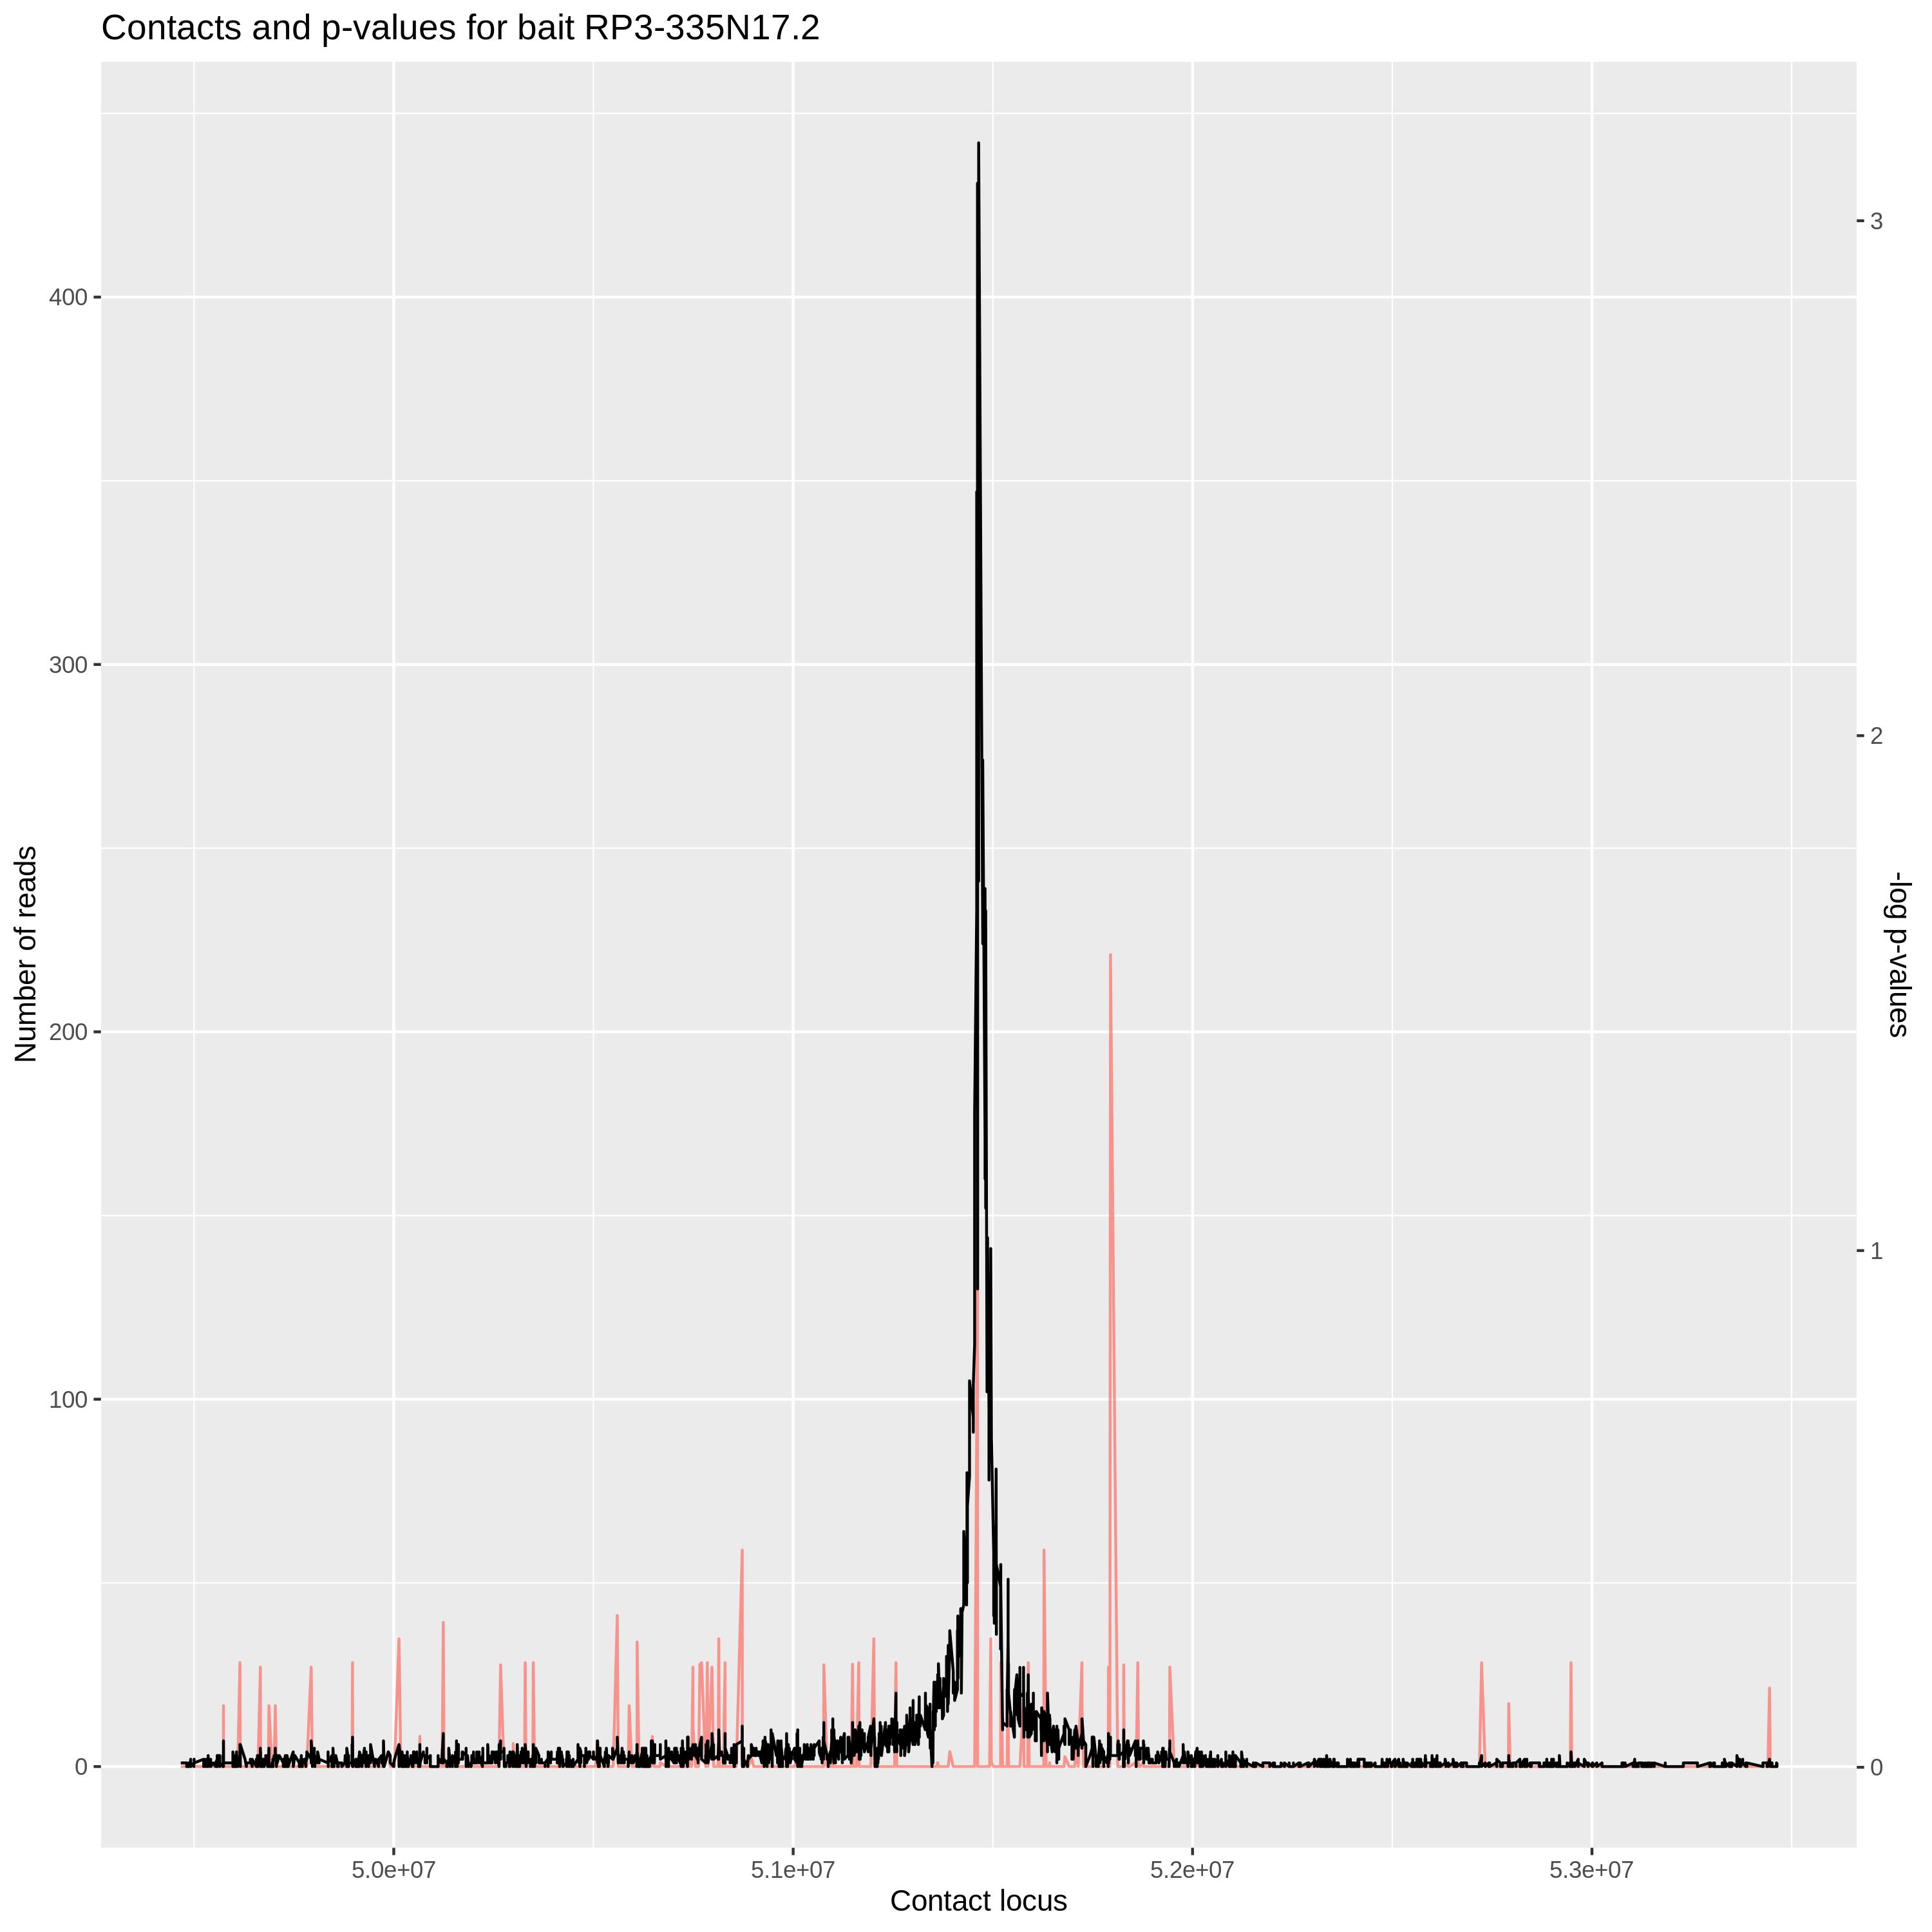 Contacts and p-values for bait RP3-335N17.2
Number of reads
400
300
200
100
0
3
2
1
0
-log p-values
5.0e+07
5.1e+07
5.2e+07
5.3e+07
Contact locus